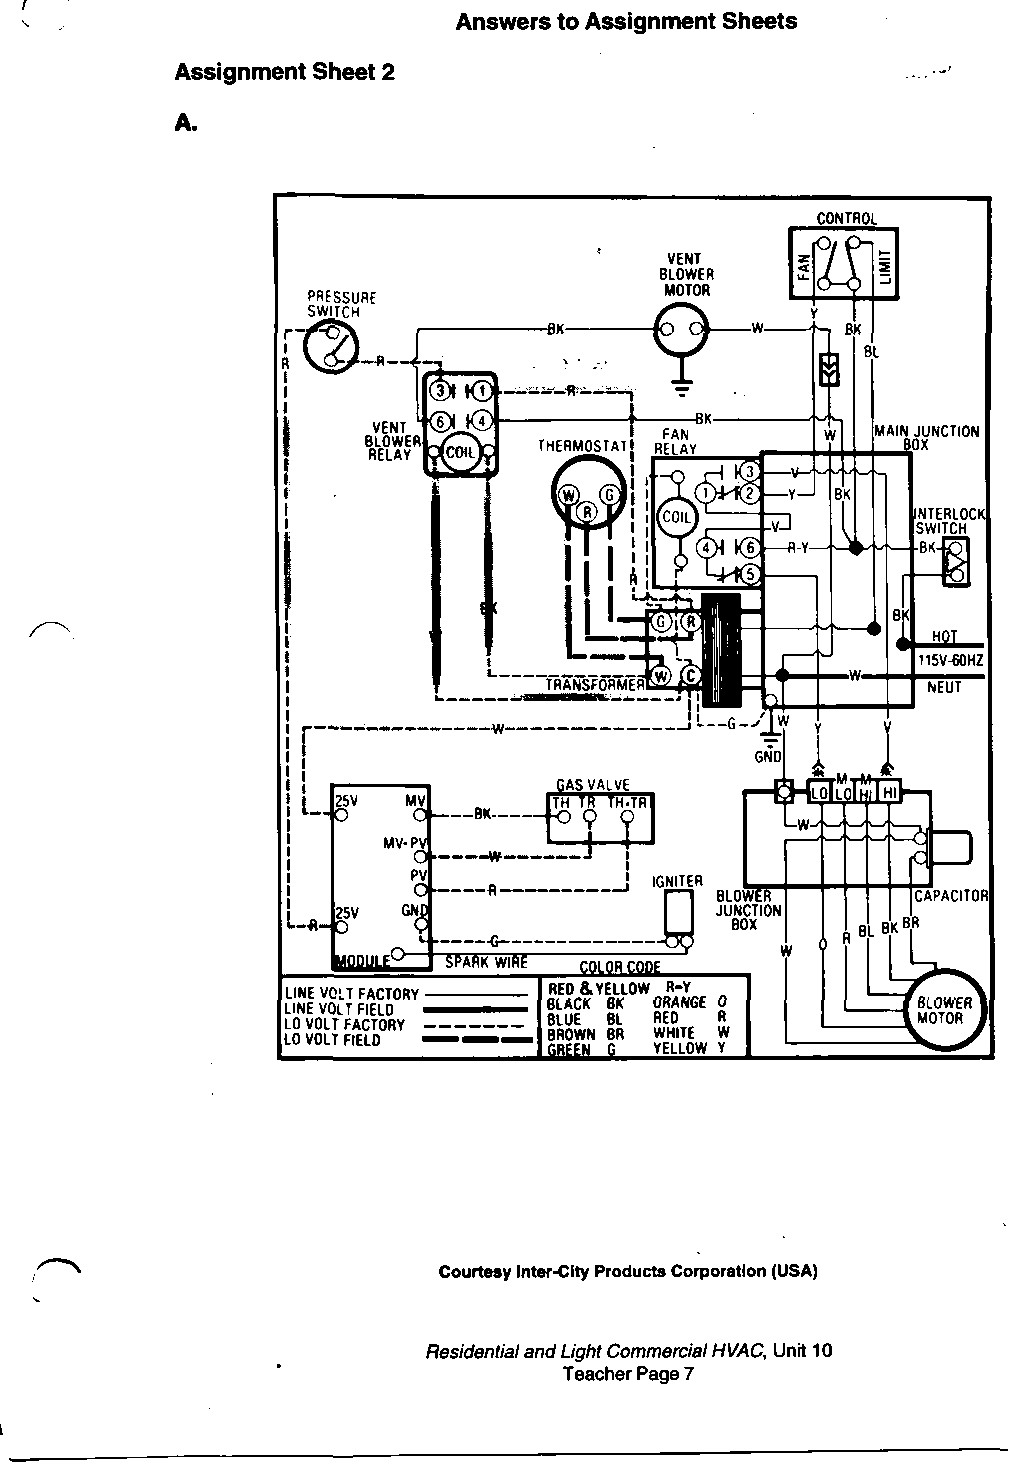 Answers to Assignment Sheets
Assignment Sheet 2
A.
CONTROL
FAN
LIMIT
VENT
BLOWER
MOTOR
PRESSURE
SWITCH
BK
W
Y
BK
BL
R
R
3
1
R
6
4
BK
VENT
BLOWER
RELAY
COIL
THERMOSTAT
W
G
R
FAN
RELAY
W
MAIN JUNCTION
BOX
3
V
1
2
Y
BK
COIL
V
4
6
R-Y
5
INTERLOCK
SWITCH
BK
R
BK
G
R
BK
HOT
115V-60HZ
W
NEUT
W
C
TRANSFORMER
G
W
GND
W
Y
V
25V
MV
BK
GAS VALVE
TH TR TH-TR
MV-PV
W
PV
R
25V
GND
R
G
MODULE
SPARK WIRE
IGNITER
LO
M
LO
M
HI
HI
W
BLOWER
JUNCTION
BOX
CAPACITOR
W
O
R
BL
BK
BR
BLOWER
MOTOR
COLOR CODE
LINE VOLT FACTORY
LINE VOLT FIELD
LO VOLT FACTORY
LO VOLT FIELD
RED & YELLOW R-Y
BLACK BK ORANGE O
BLUE BL RED R
BROWN BR WHITE W
GREEN G YELLOW Y
Courtesy Inter-City Products Corporation (USA)
Residential and Light Commercial HVAC, Unit 10
Teacher Page 7